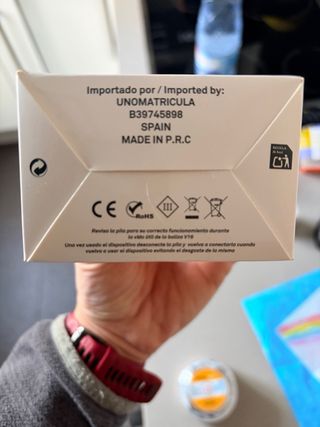 Importado por / Imported by:
UNOMATRICULA
B39745898
SPAIN
MADE IN P.R.C
CE RoHS III
Revise la pila para su correcto funcionamiento durante
la vida útil de la baliza V16
Una vez usado el dispositivo desconecte la pila y vuelva a conectarla cuando
vuelva a usar el dispositivo evitando el desgaste de la misma